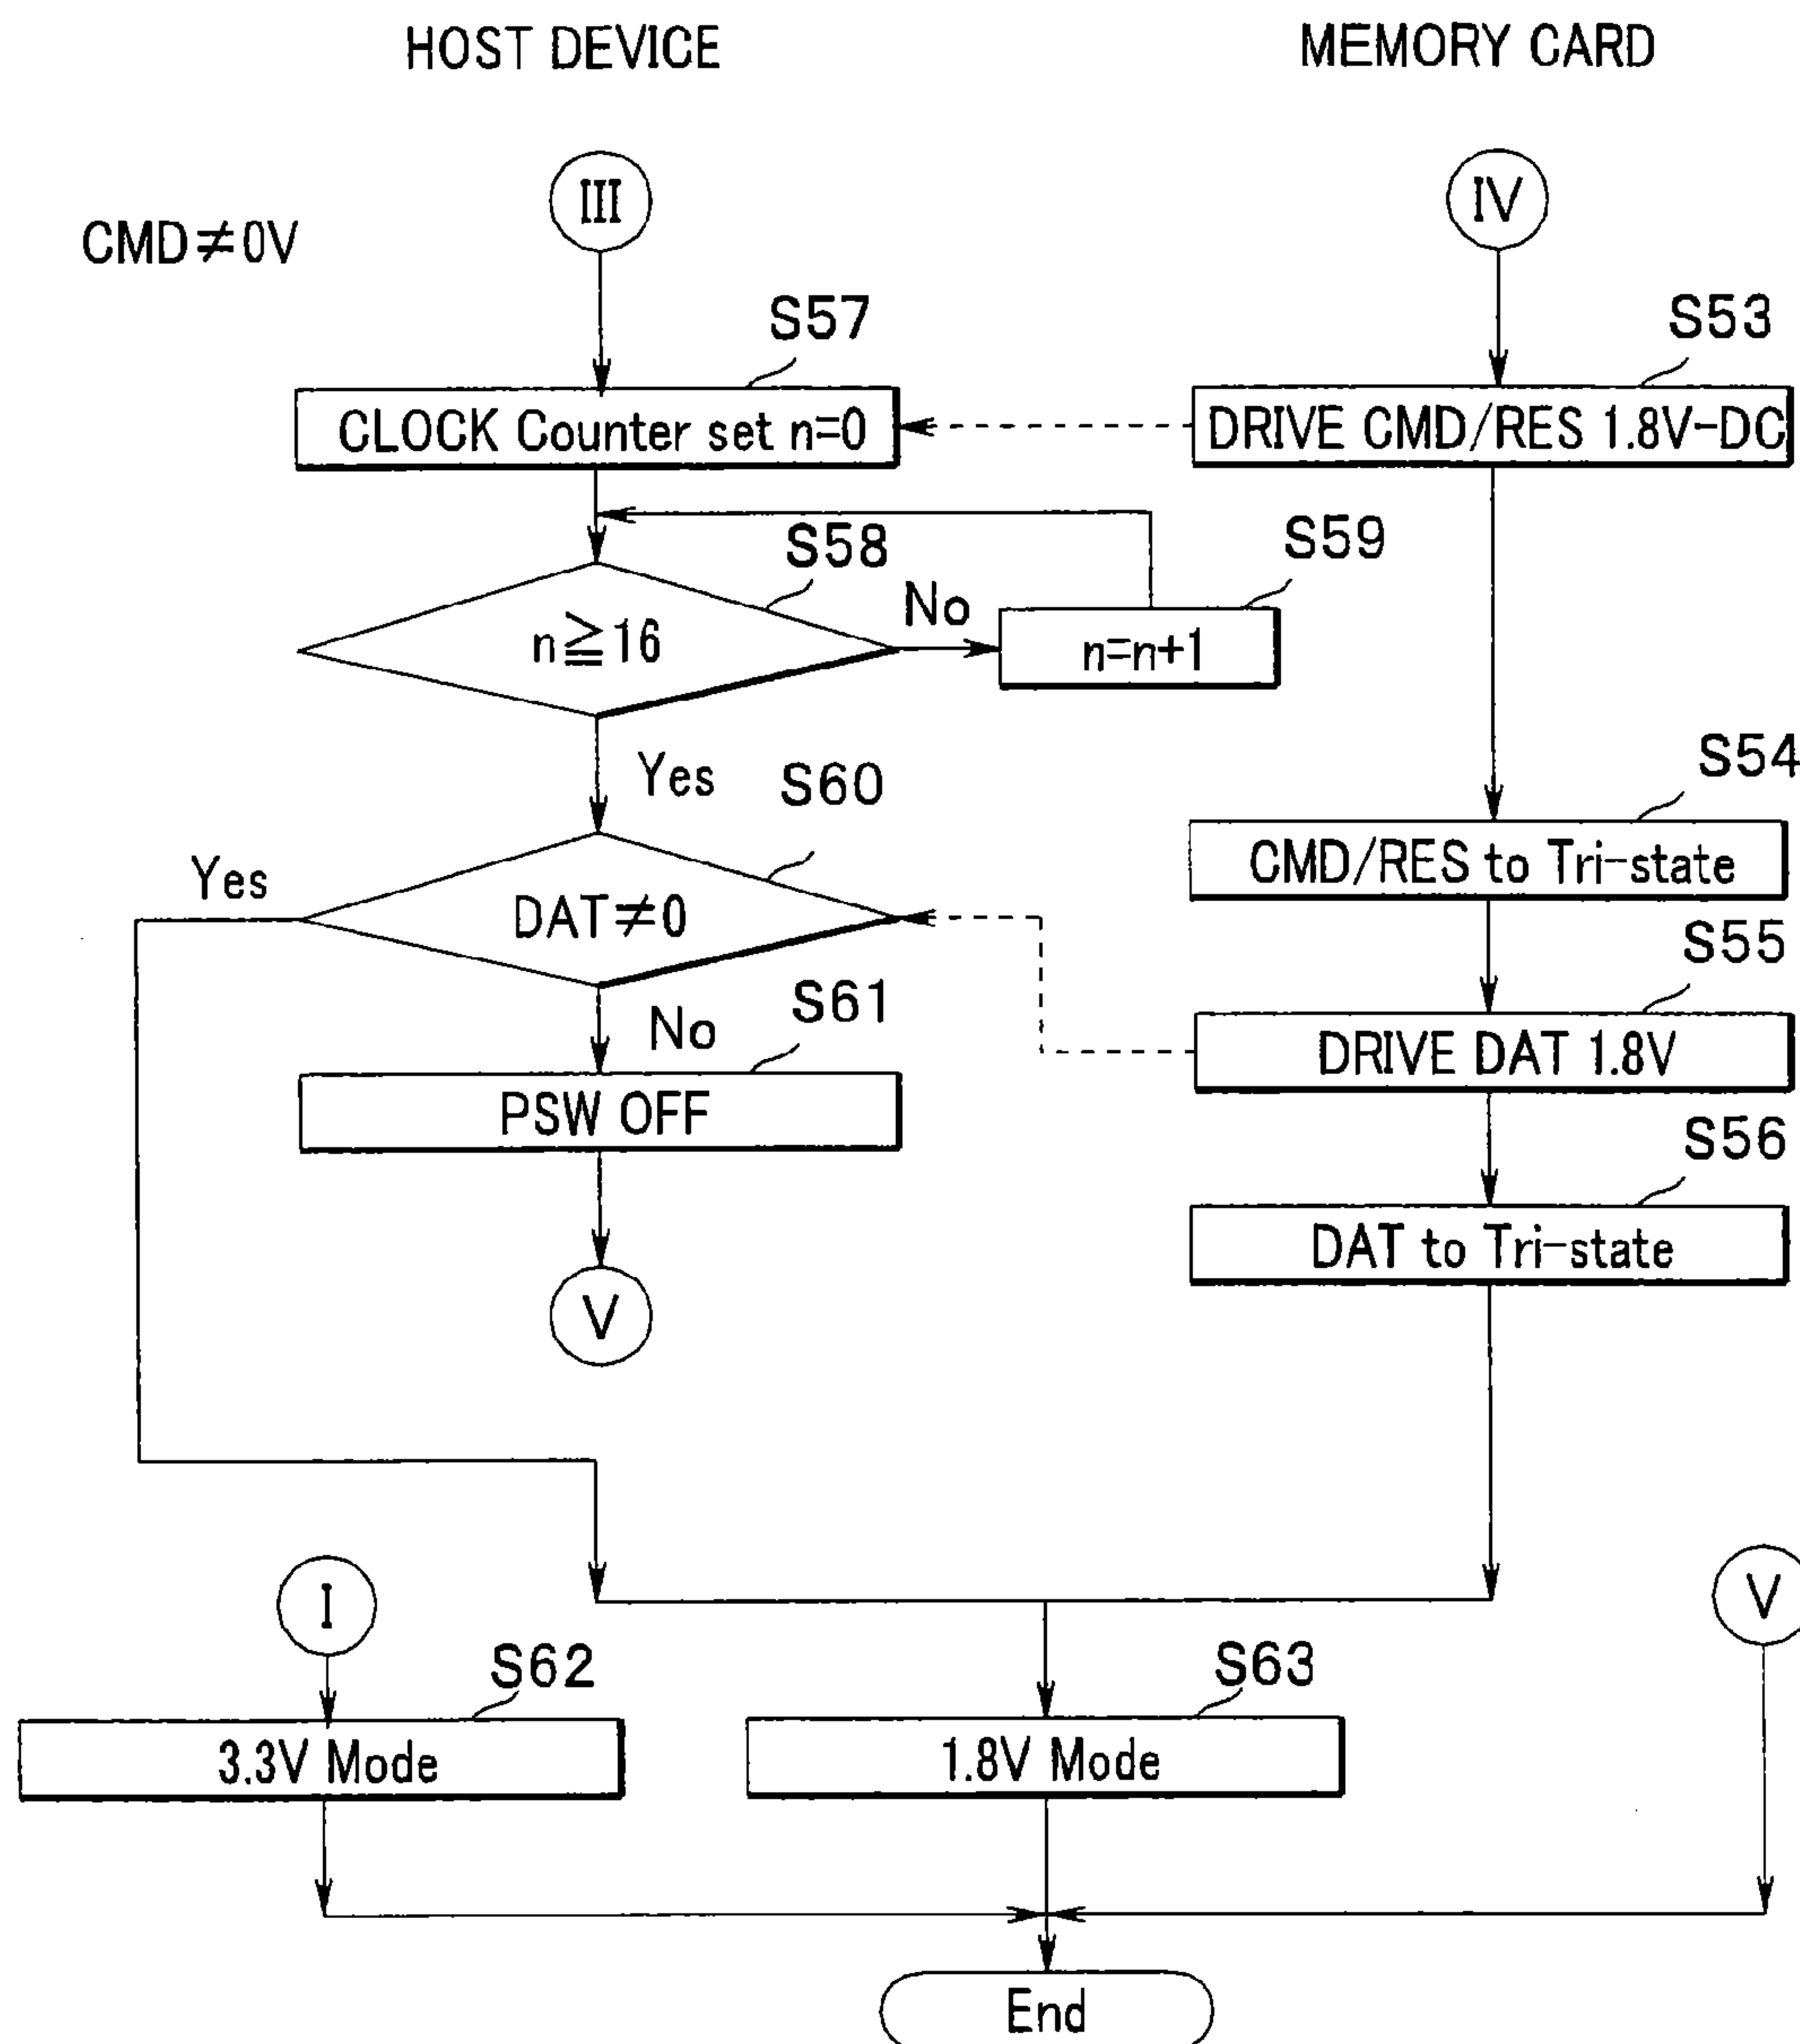 HOST DEVICE
MEMORY CARD
III
IV
CMD≠0V
S57
S53
CLOCK Counter set n=0
DRIVE CMD/RES 1.8V-DC
S58
S59
No
n≧16
n=n+1
Yes
S60
S54
Yes
CMD/RES to Tri-state
DAT≠0
S55
S61
No
DRIVE DAT 1.8V
PSW OFF
S56
DAT to Tri-state
V
I
V
S62
S63
3.3V Mode
1.8V Mode
End